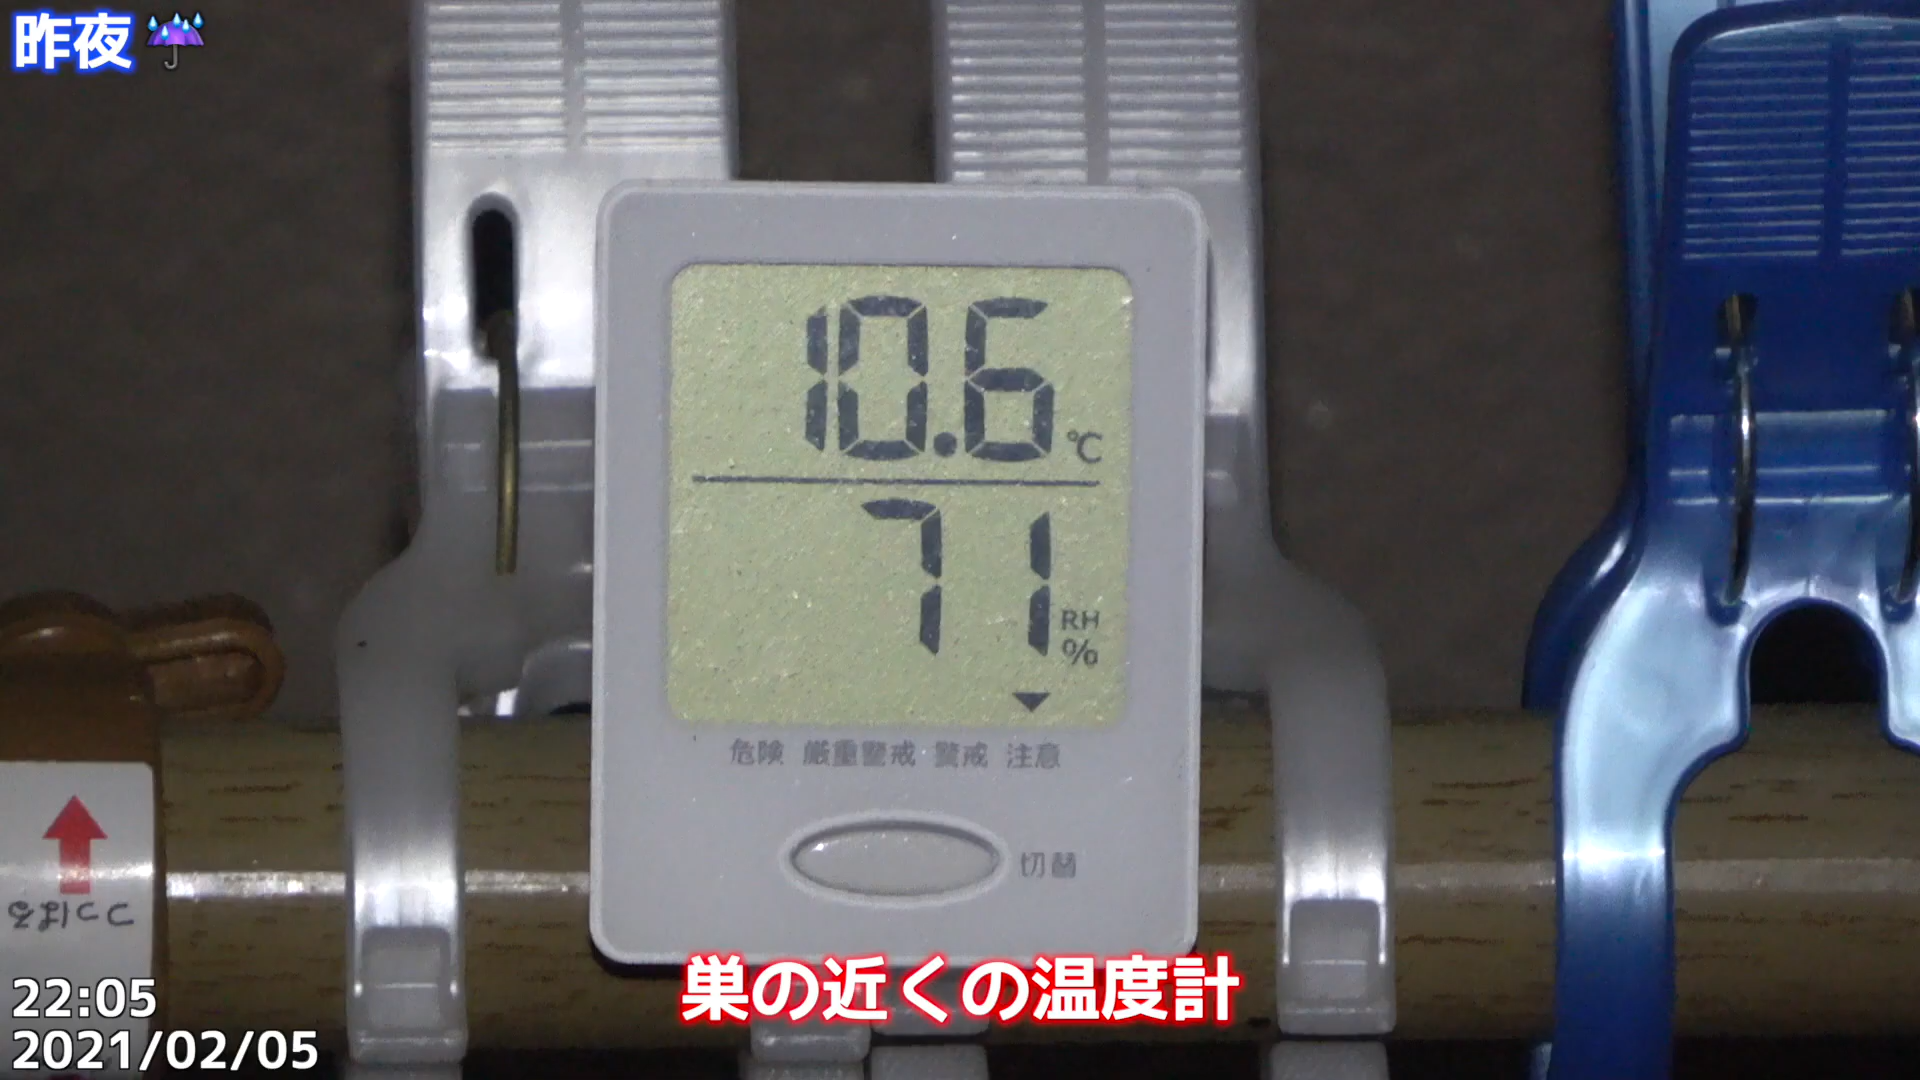 昨夜☔
10.6 ℃
71 RH %
危険 厳重警戒 警戒 注意
切替
巣の近くの温度計
22:05
2021/02/05